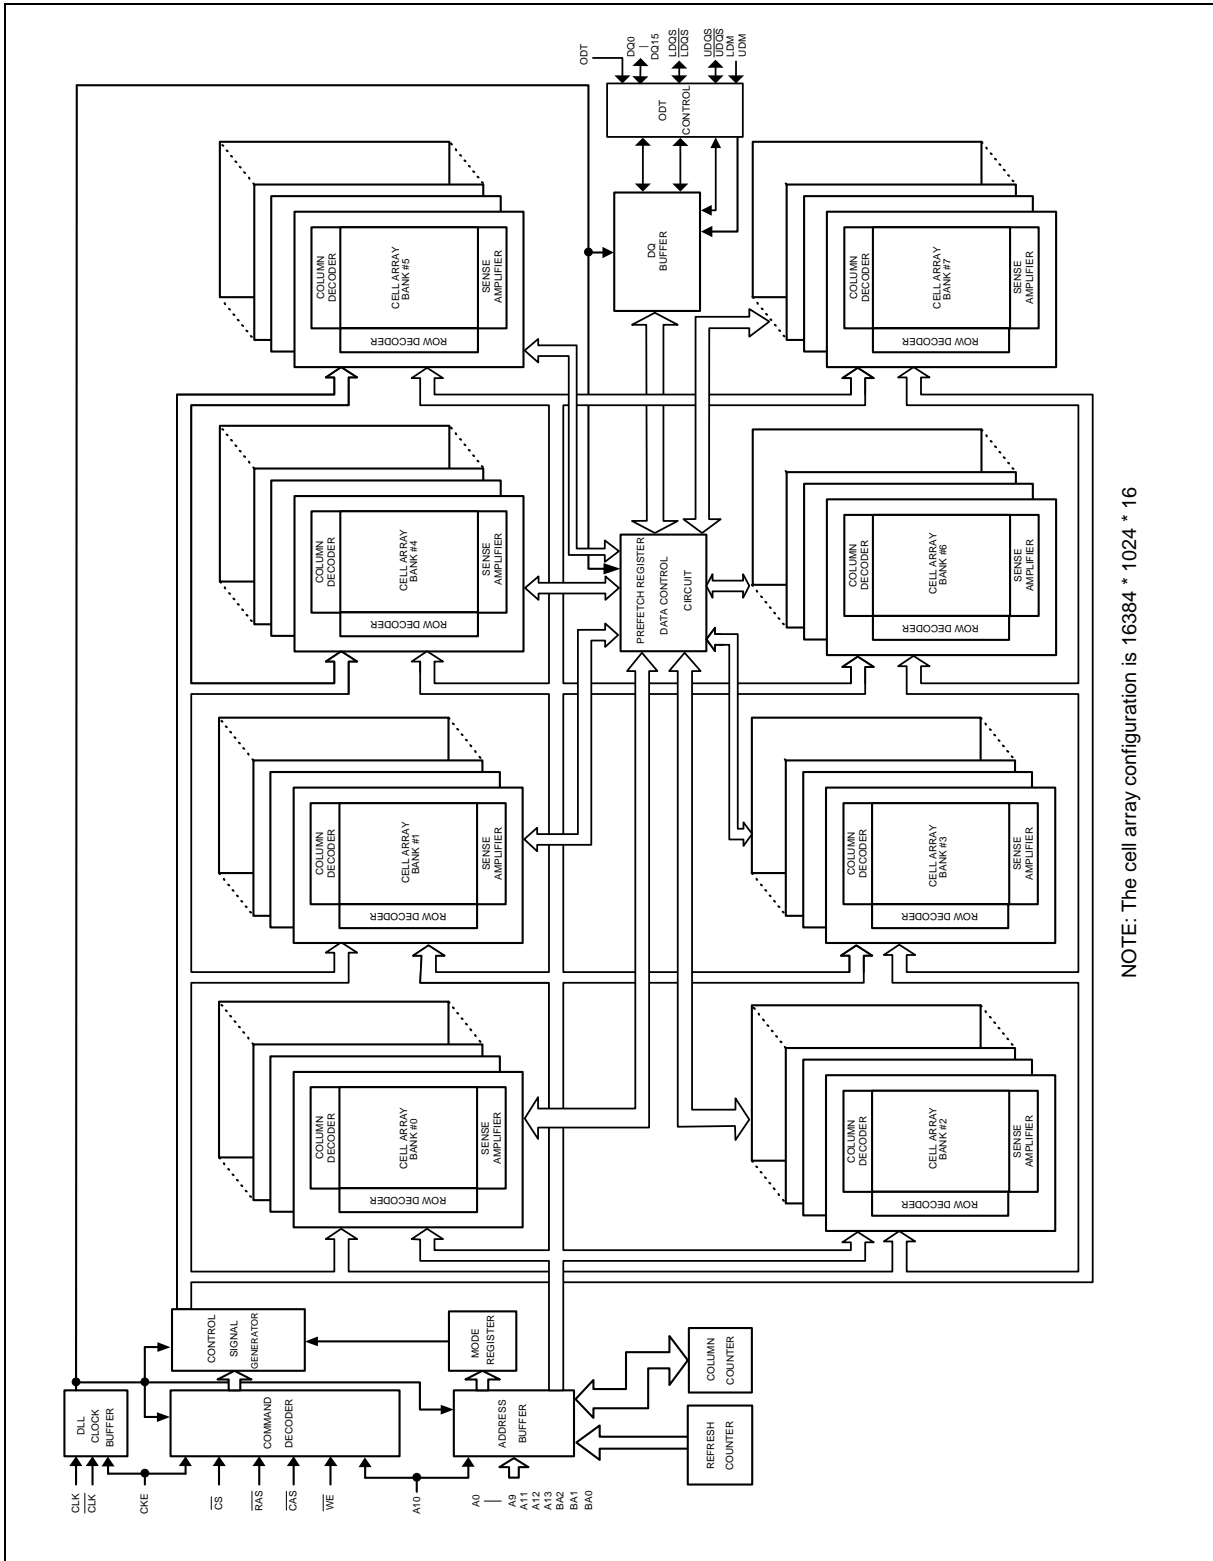 CLK
CLK
CKE
CS
RAS
CAS
WE
A10
A0
A9
A11
A12
A13
BA2
BA1
BA0
DLL
CLOCK
BUFFER
COMMAND
DECODER
ADDRESS
BUFFER
REFRESH
COUNTER
COLUMN
COUNTER
CONTROL
SIGNAL
GENERATOR
MODE
REGISTER
COLUMN
DECODER
CELL ARRAY
BANK #0
SENSE
AMPLIFIER
ROW DECODER
COLUMN
DECODER
CELL ARRAY
BANK #1
SENSE
AMPLIFIER
ROW DECODER
COLUMN
DECODER
CELL ARRAY
BANK #4
SENSE
AMPLIFIER
ROW DECODER
COLUMN
DECODER
CELL ARRAY
BANK #5
SENSE
AMPLIFIER
ROW DECODER
COLUMN
DECODER
CELL ARRAY
BANK #2
SENSE
AMPLIFIER
ROW DECODER
COLUMN
DECODER
CELL ARRAY
BANK #3
SENSE
AMPLIFIER
ROW DECODER
COLUMN
DECODER
CELL ARRAY
BANK #6
SENSE
AMPLIFIER
ROW DECODER
COLUMN
DECODER
CELL ARRAY
BANK #7
SENSE
AMPLIFIER
ROW DECODER
PREFETCH REGISTER
DATA CONTROL
CIRCUIT
DQ
BUFFER
ODT
CONTROL
ODT
DQ0
DQ15
LDQS
LDQS
UDQS
UDQS
LDM
UDM
NOTE: The cell array configuration is 16384 * 1024 * 16